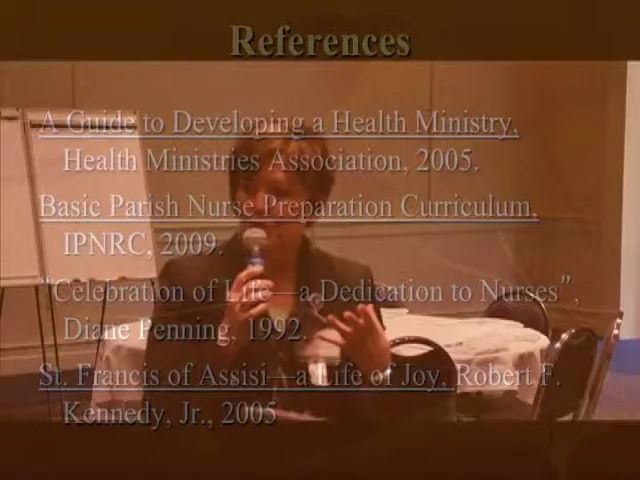 References
A Guide to Developing a Health Ministry,
Health Ministries Association, 2005.
Basic Parish Nurse Preparation Curriculum,
IPNRC, 2009.
"Celebration of Life—a Dedication to Nurses",
Diane Penning, 1992.
St. Francis of Assisi—a Life of Joy, Robert F.
Kennedy, Jr., 2005